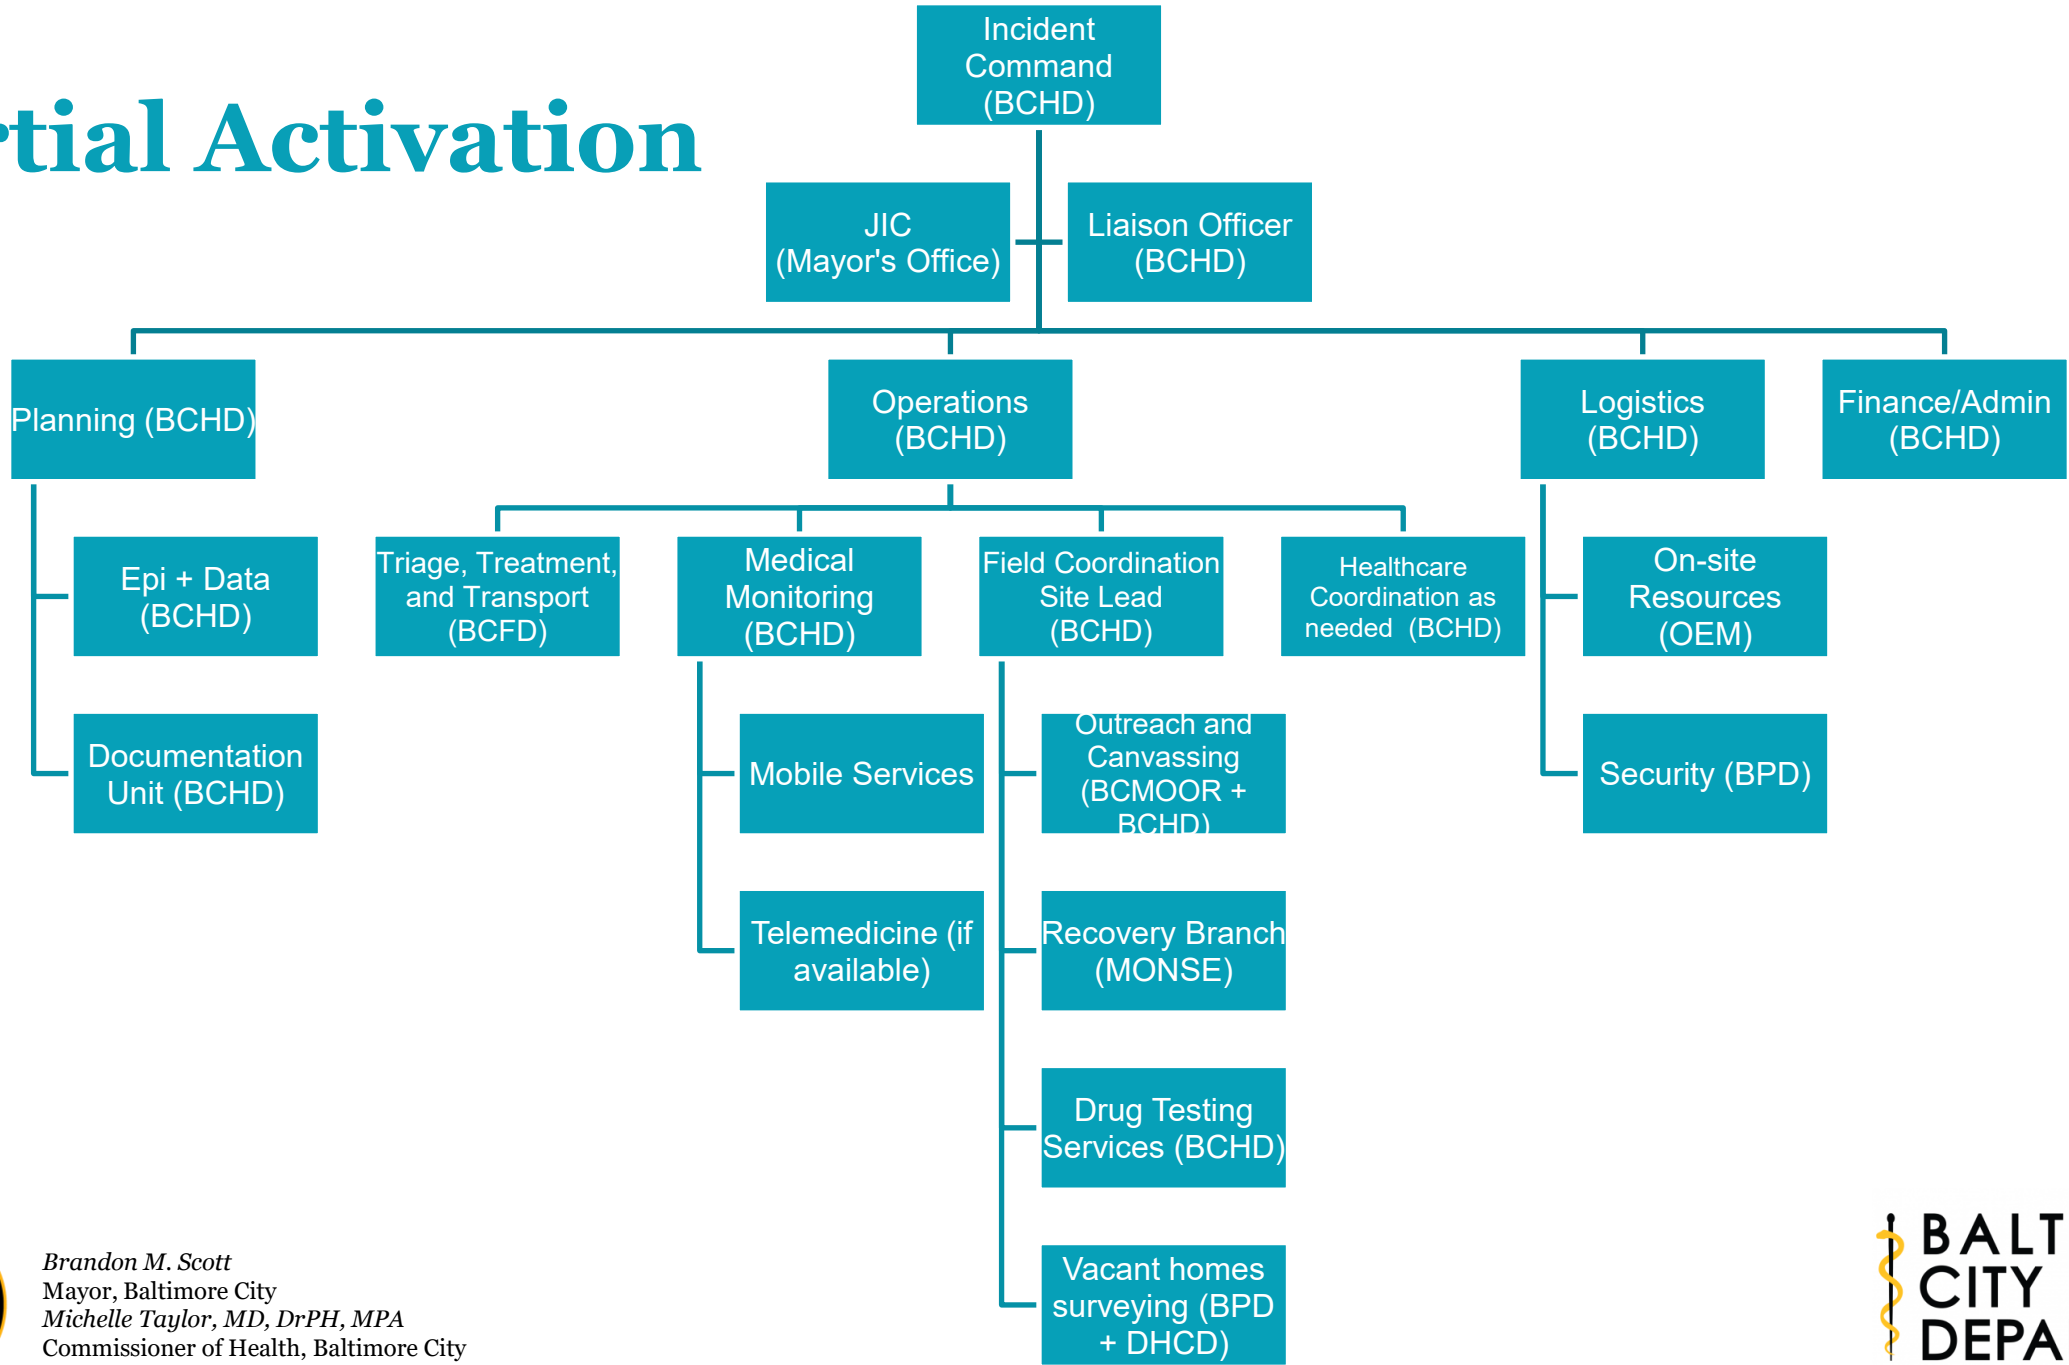 Incident
Command
(BCHD)
rtial Activation
JIC
(Mayor's Office)
Liaison Officer
(BCHD)
Planning (BCHD)
Operations
(BCHD)
Logistics
(BCHD)
Finance/Admin
(BCHD)
Epi + Data
(BCHD)
Triage, Treatment,
and Transport
(BCFD)
Medical
Monitoring
(BCHD)
Field Coordination
Site Lead
(BCHD)
Healthcare
Coordination as
needed (BCHD)
On-site
Resources
(OEM)
Documentation
Unit (BCHD)
Mobile Services
Outreach and
Canvassing
(BCMOOR +
BCHD)
Security (BPD)
Telemedicine (if
available)
Recovery Branch
(MONSE)
Drug Testing
Services (BCHD)
Vacant homes
surveying (BPD
+ DHCD)
Brandon M. Scott
Mayor, Baltimore City
Michelle Taylor, MD, DrPH, MPA
Commissioner of Health, Baltimore City
BALT
CITY
DEPA